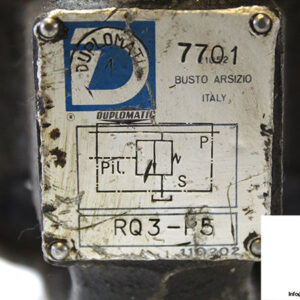 DUPLOMATIC
7701
BUSTO ARSIZIO
ITALY
DUPLOMATIC
P
Pil.
S
RQ3-P5